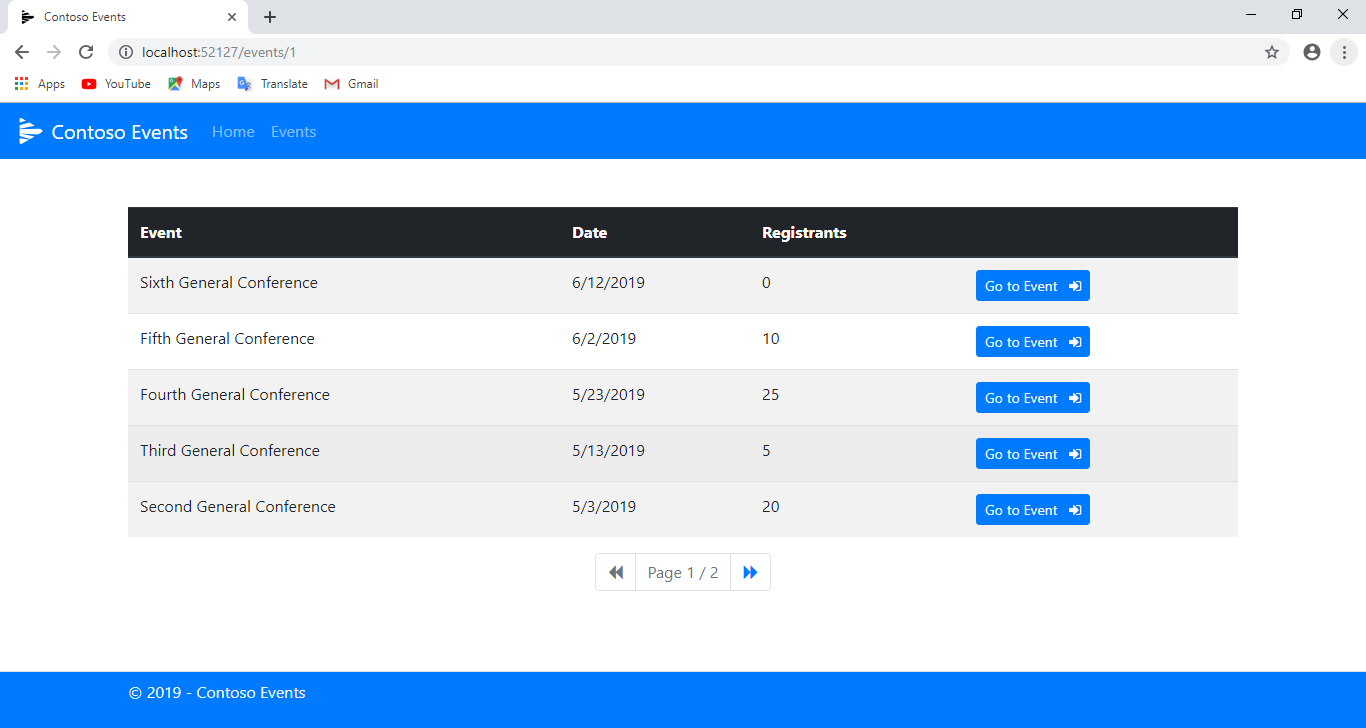 Contoso Events
localhost:52127/events/1
Apps YouTube Maps Translate Gmail
Contoso Events Home Events
Event Date Registrants
Sixth General Conference 6/12/2019 0 Go to Event
Fifth General Conference 6/2/2019 10 Go to Event
Fourth General Conference 5/23/2019 25 Go to Event
Third General Conference 5/13/2019 5 Go to Event
Second General Conference 5/3/2019 20 Go to Event
Page 1 / 2
© 2019 - Contoso Events